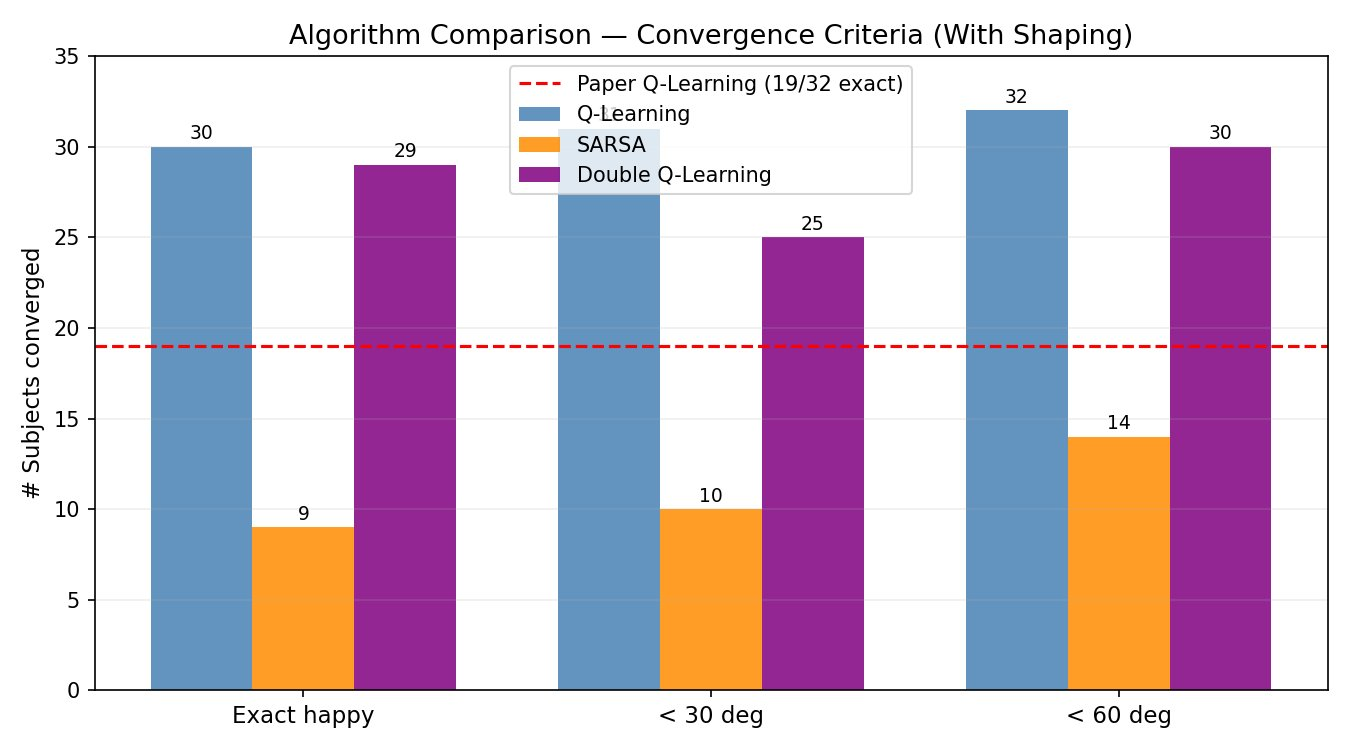 Algorithm Comparison — Convergence Criteria (With Shaping)
Paper Q-Learning (19/32 exact)
Q-Learning
SARSA
Double Q-Learning
# Subjects converged
35
30
25
20
15
10
5
0
30
9
29
10
25
32
14
30
Exact happy
< 30 deg
< 60 deg